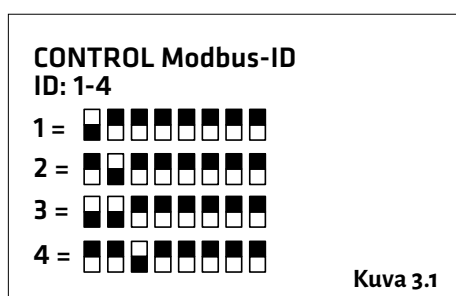 CONTROL Modbus-ID
ID: 1-4
1 =
2 =
3 =
4 =
Kuva 3.1